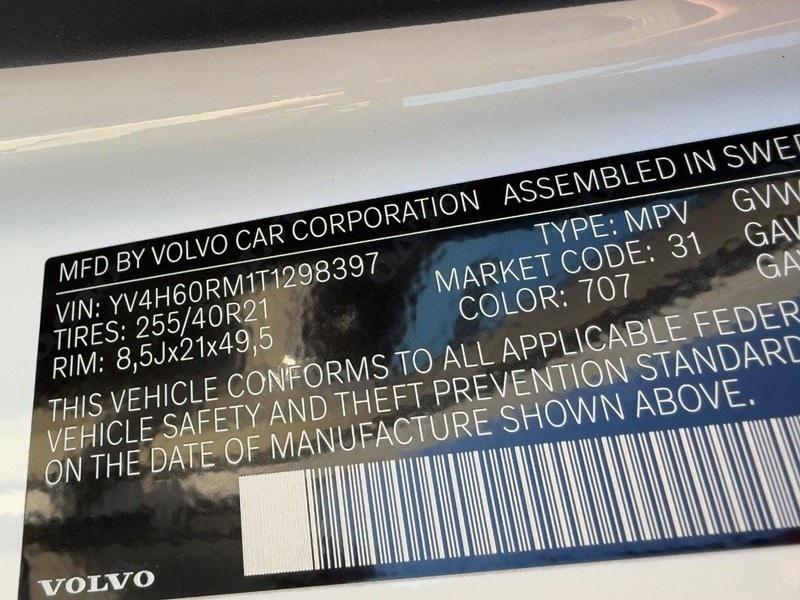 MFD BY VOLVO CAR CORPORATION ASSEMBLED IN SWE
VIN: YV4H60RM1T1298397 TYPE: MPV GVW
TIRES: 255/40R21 MARKET CODE: 31 GAW
RIM: 8,5Jx21x49,5 COLOR: 707 GA
THIS VEHICLE CONFORMS TO ALL APPLICABLE FEDER
VEHICLE SAFETY AND THEFT PREVENTION STANDARD
ON THE DATE OF MANUFACTURE SHOWN ABOVE.
VOLVO